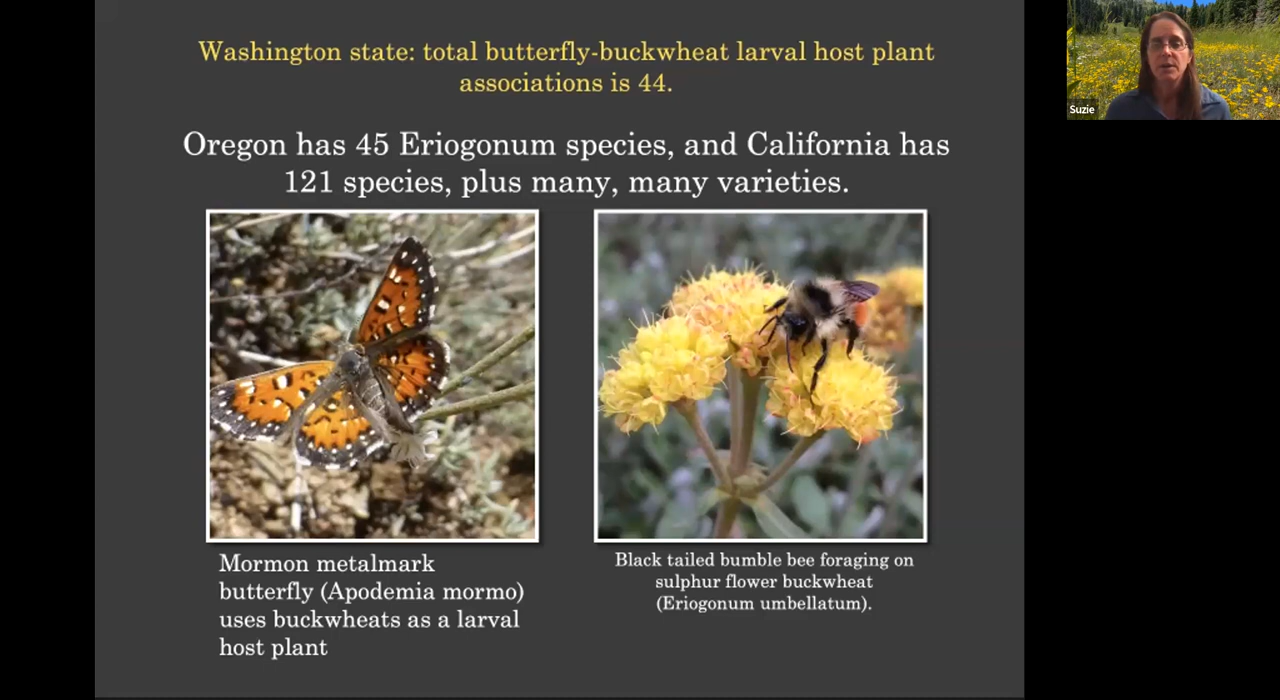 Washington state: total butterfly-buckwheat larval host plant
associations is 44.
Oregon has 45 Eriogonum species, and California has
121 species, plus many, many varieties.
Mormon metalmark
butterfly (Apodemia mormo)
uses buckwheats as a larval
host plant
Black tailed bumble bee foraging on
sulphur flower buckwheat
(Eriogonum umbellatum).
Suzie